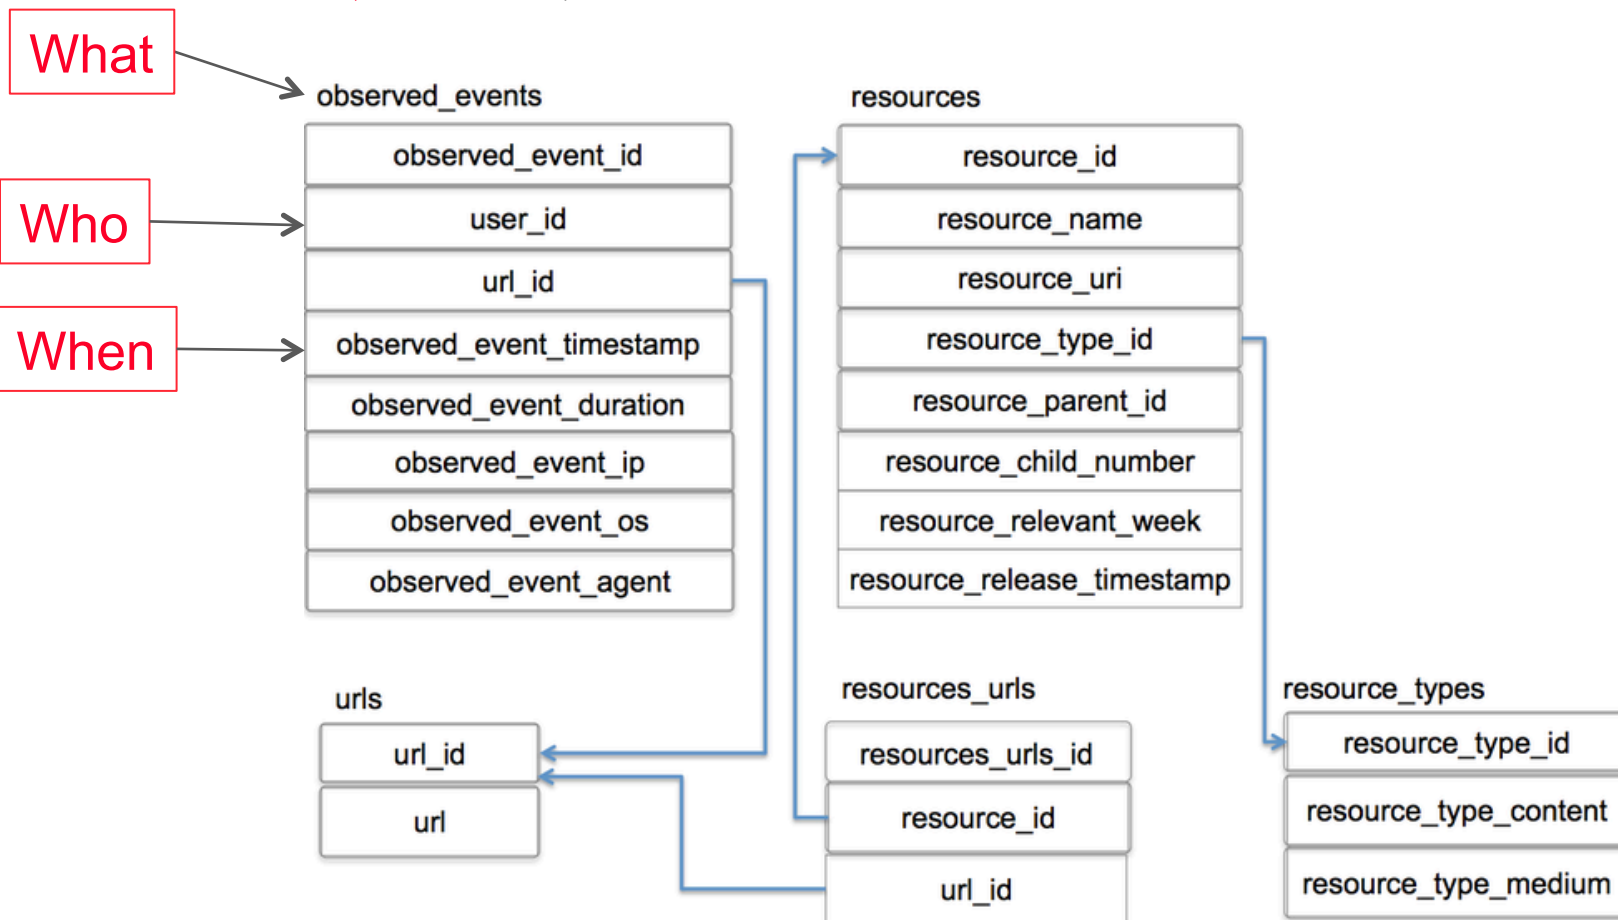 What
Who
When
observed_events
observed_event_id
user_id
url_id
observed_event_timestamp
observed_event_duration
observed_event_ip
observed_event_os
observed_event_agent
resources
resource_id
resource_name
resource_uri
resource_type_id
resource_parent_id
resource_child_number
resource_relevant_week
resource_release_timestamp
urls
url_id
url
resources_urls
resources_urls_id
resource_id
url_id
resource_types
resource_type_id
resource_type_content
resource_type_medium